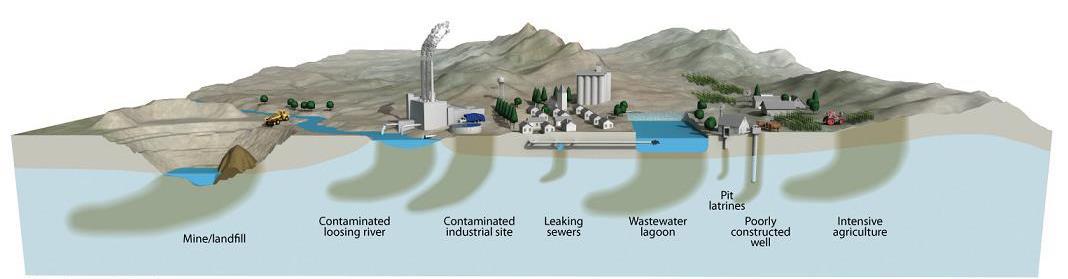 Mine/landfill
Contaminated
loosing river
Contaminated
industrial site
Leaking
sewers
Wastewater
lagoon
Pit
latrines
Poorly
constructed
well
Intensive
agriculture